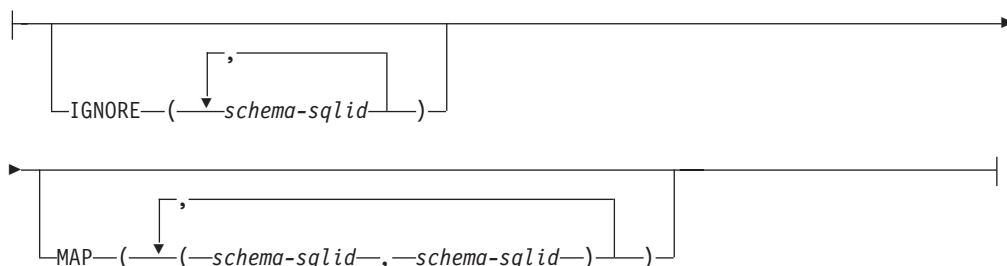 ,
IGNORE ( schema-sqlid )
,
MAP ( ( schema-sqlid , schema-sqlid ) )